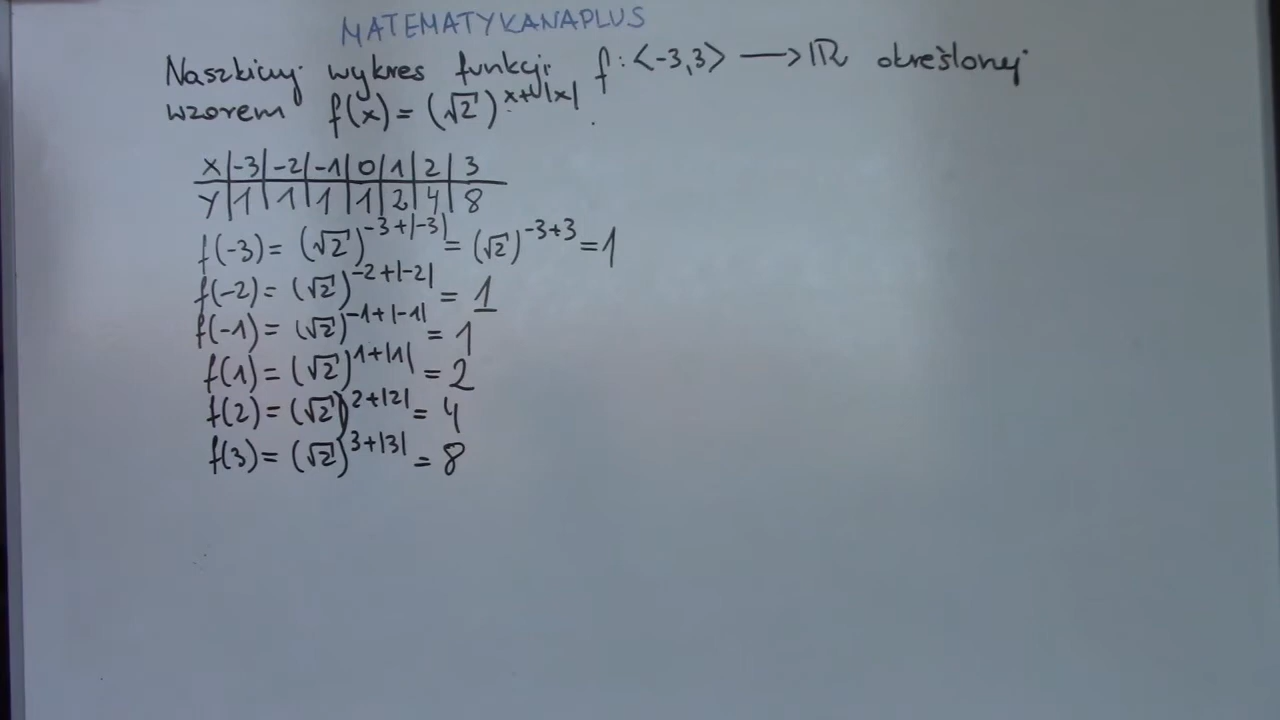 MATEMATYKANAPLUS
Naszkicuj wykres funkcji f: <-3,3> → ℝ określonej
wzorem f(x) = (√2)^{x+|x|}
x | -3 | -2 | -1 | 0 | 1 | 2 | 3
y | 1 | 1 | 1 | 1 | 2 | 4 | 8
f(-3) = (√2)^{-3+|-3|} = (√2)^{-3+3} = 1
f(-2) = (√2)^{-2+|-2|} = 1
f(-1) = (√2)^{-1+|-1|} = 1
f(1) = (√2)^{1+|1|} = 2
f(2) = (√2)^{2+|2|} = 4
f(3) = (√2)^{3+|3|} = 8